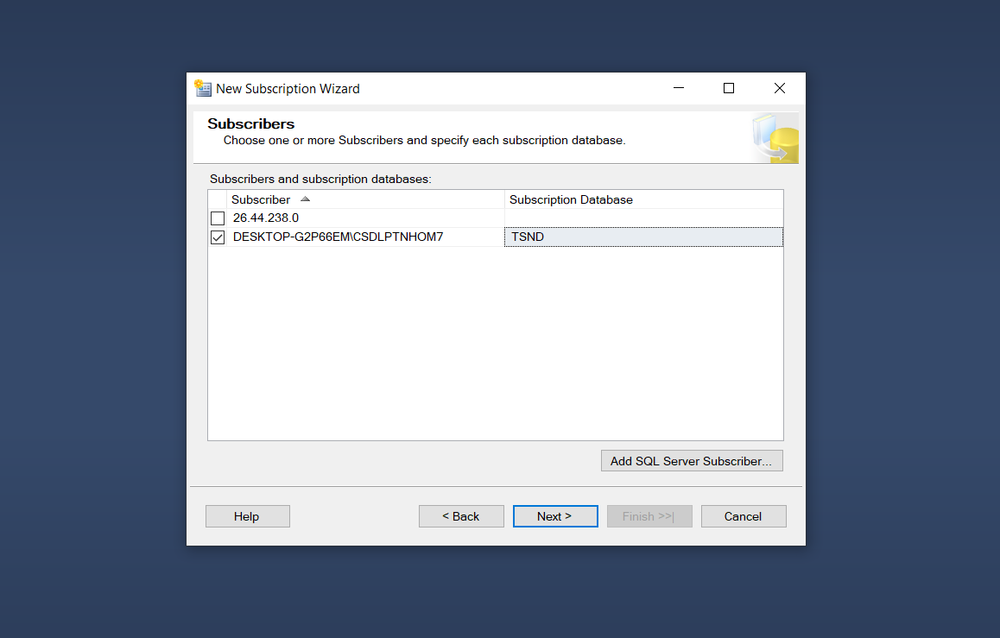 New Subscription Wizard
Subscribers
Choose one or more Subscribers and specify each subscription database.
Subscribers and subscription databases:
Subscriber Subscription Database
26.44.238.0
DESKTOP-G2P66EM\CSDLPTNHOM7 TSND
Add SQL Server Subscriber...
Help < Back Next > Finish >>| Cancel